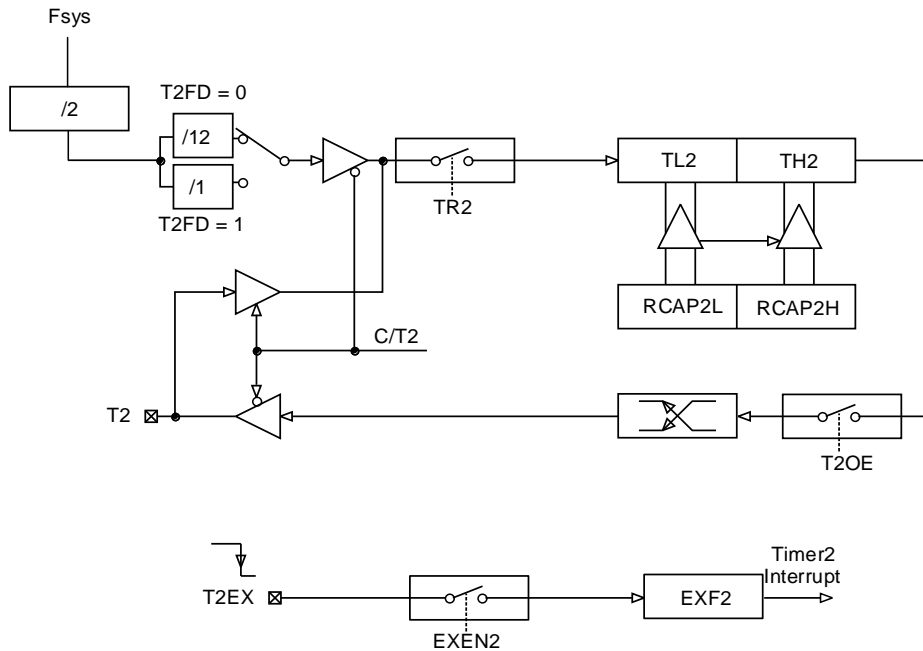 Fsys
/2
T2FD = 0
/12
/1
T2FD = 1
TR2
TL2
TH2
RCAP2L
RCAP2H
C/T2
T2
T2OE
T2EX
EXEN2
EXF2
Timer2
Interrupt